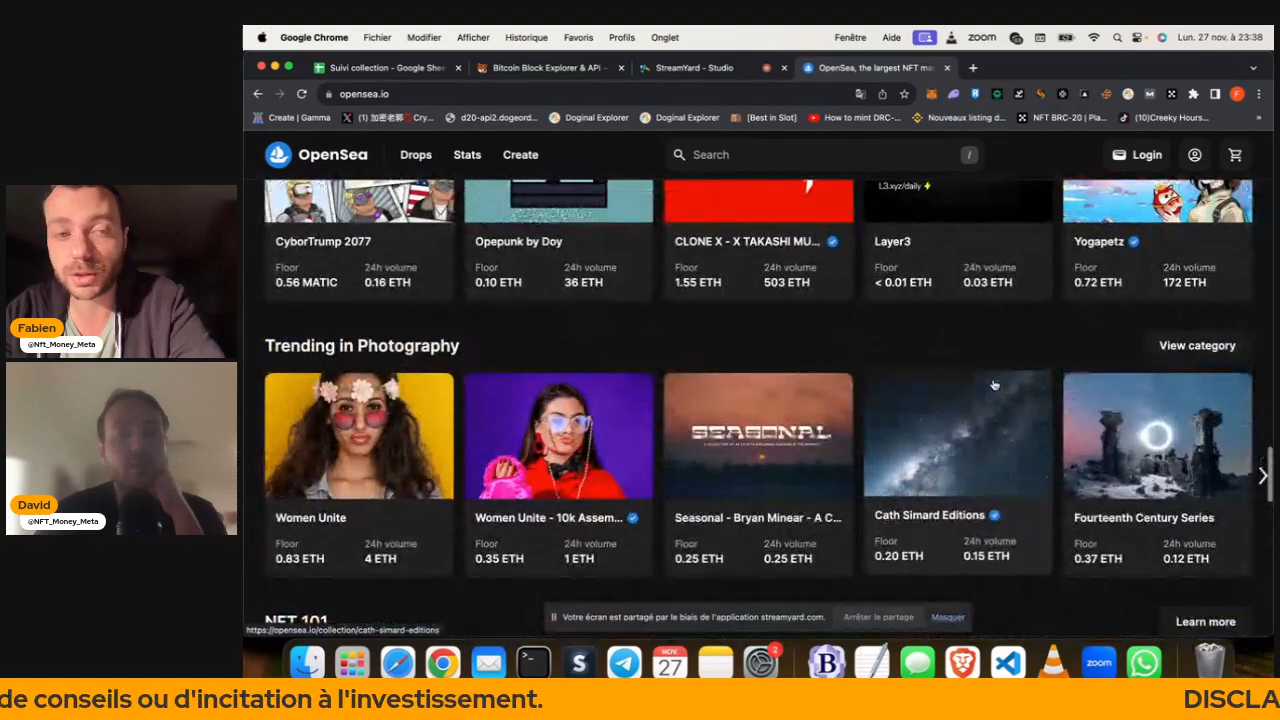 Google Chrome Fichier Modifier Afficher Historique Favoris Profils Onglet Fenêtre Aide zoom Lun. 27 nov. à 23:38
Suivi collection - Google She
Bitcoin Block Explorer & API -
StreamYard - Studio
OpenSea, the largest NFT ma
opensea.io
Create | Gamma
(1) 加密老郭⭕Cry...
d20-api2.dogeord...
Doginal Explorer
Doginal Explorer
[Best in Slot]
How to mint DRC-...
Nouveaux listing d...
NFT BRC-20 | Pla...
(10)Creeky Hours...
»
OpenSea Drops Stats Create Search / Login
L3.xyz/daily
CyborTrump 2077
Floor 24h volume
0.56 MATIC 0.16 ETH
Opepunk by Doy
Floor 24h volume
0.10 ETH 36 ETH
CLONE X - X TAKASHI MU...
Floor 24h volume
1.55 ETH 503 ETH
Layer3
Floor 24h volume
< 0.01 ETH 0.03 ETH
Yogapetz
Floor 24h volume
0.72 ETH 172 ETH
Trending in Photography
View category
SEASONAL
Women Unite
Floor 24h volume
0.83 ETH 4 ETH
Women Unite - 10k Assem...
Floor 24h volume
0.35 ETH 1 ETH
Seasonal - Bryan Minear - A C...
Floor 24h volume
0.25 ETH 0.25 ETH
Cath Simard Editions
Floor 24h volume
0.20 ETH 0.15 ETH
Fourteenth Century Series
Floor 24h volume
0.37 ETH 0.12 ETH
NFT 101
Learn more
Votre écran est partagé par le biais de l'application streamyard.com. Arrêter le partage Masquer
https://opensea.io/collection/cath-simard-editions
Fabien
@Nft_Money_Meta
David
@NFT_Money_Meta
NOV.
27
2
zoom
de conseils ou d'incitation à l'investissement.
DISCLA